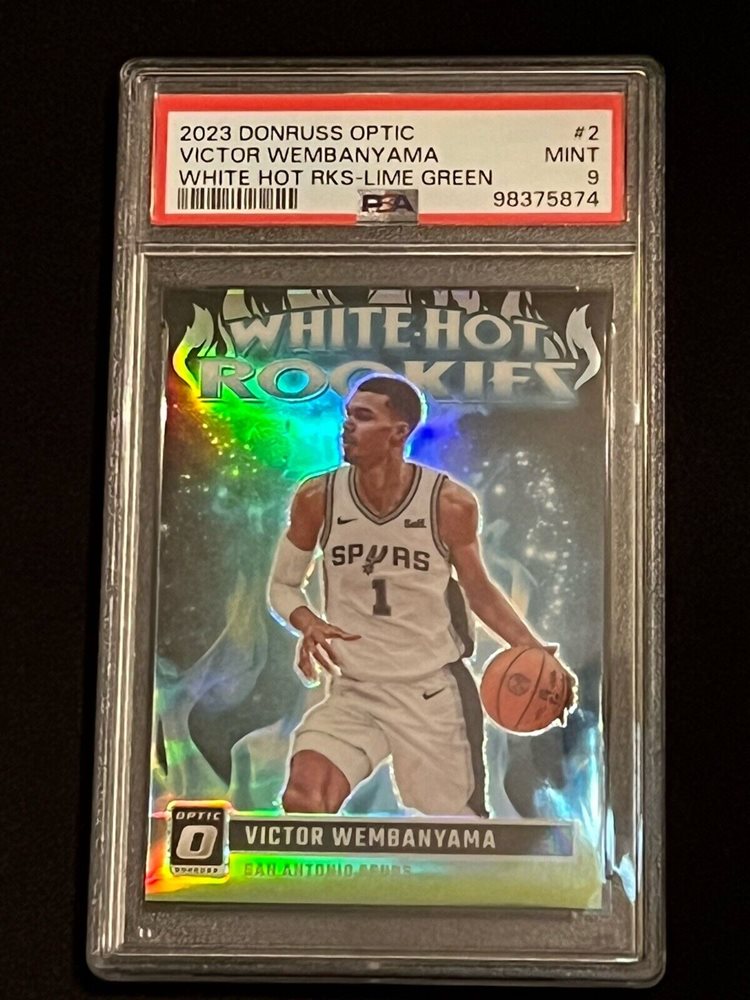 2023 DONRUSS OPTIC #2
VICTOR WEMBANYAMA MINT
WHITE HOT RKS-LIME GREEN 9
PSA 98375874
WHITE-HOT
ROOKIES
SPURS
1
OPTIC
DONRUSS
VICTOR WEMBANYAMA
SAN ANTONIO SPURS